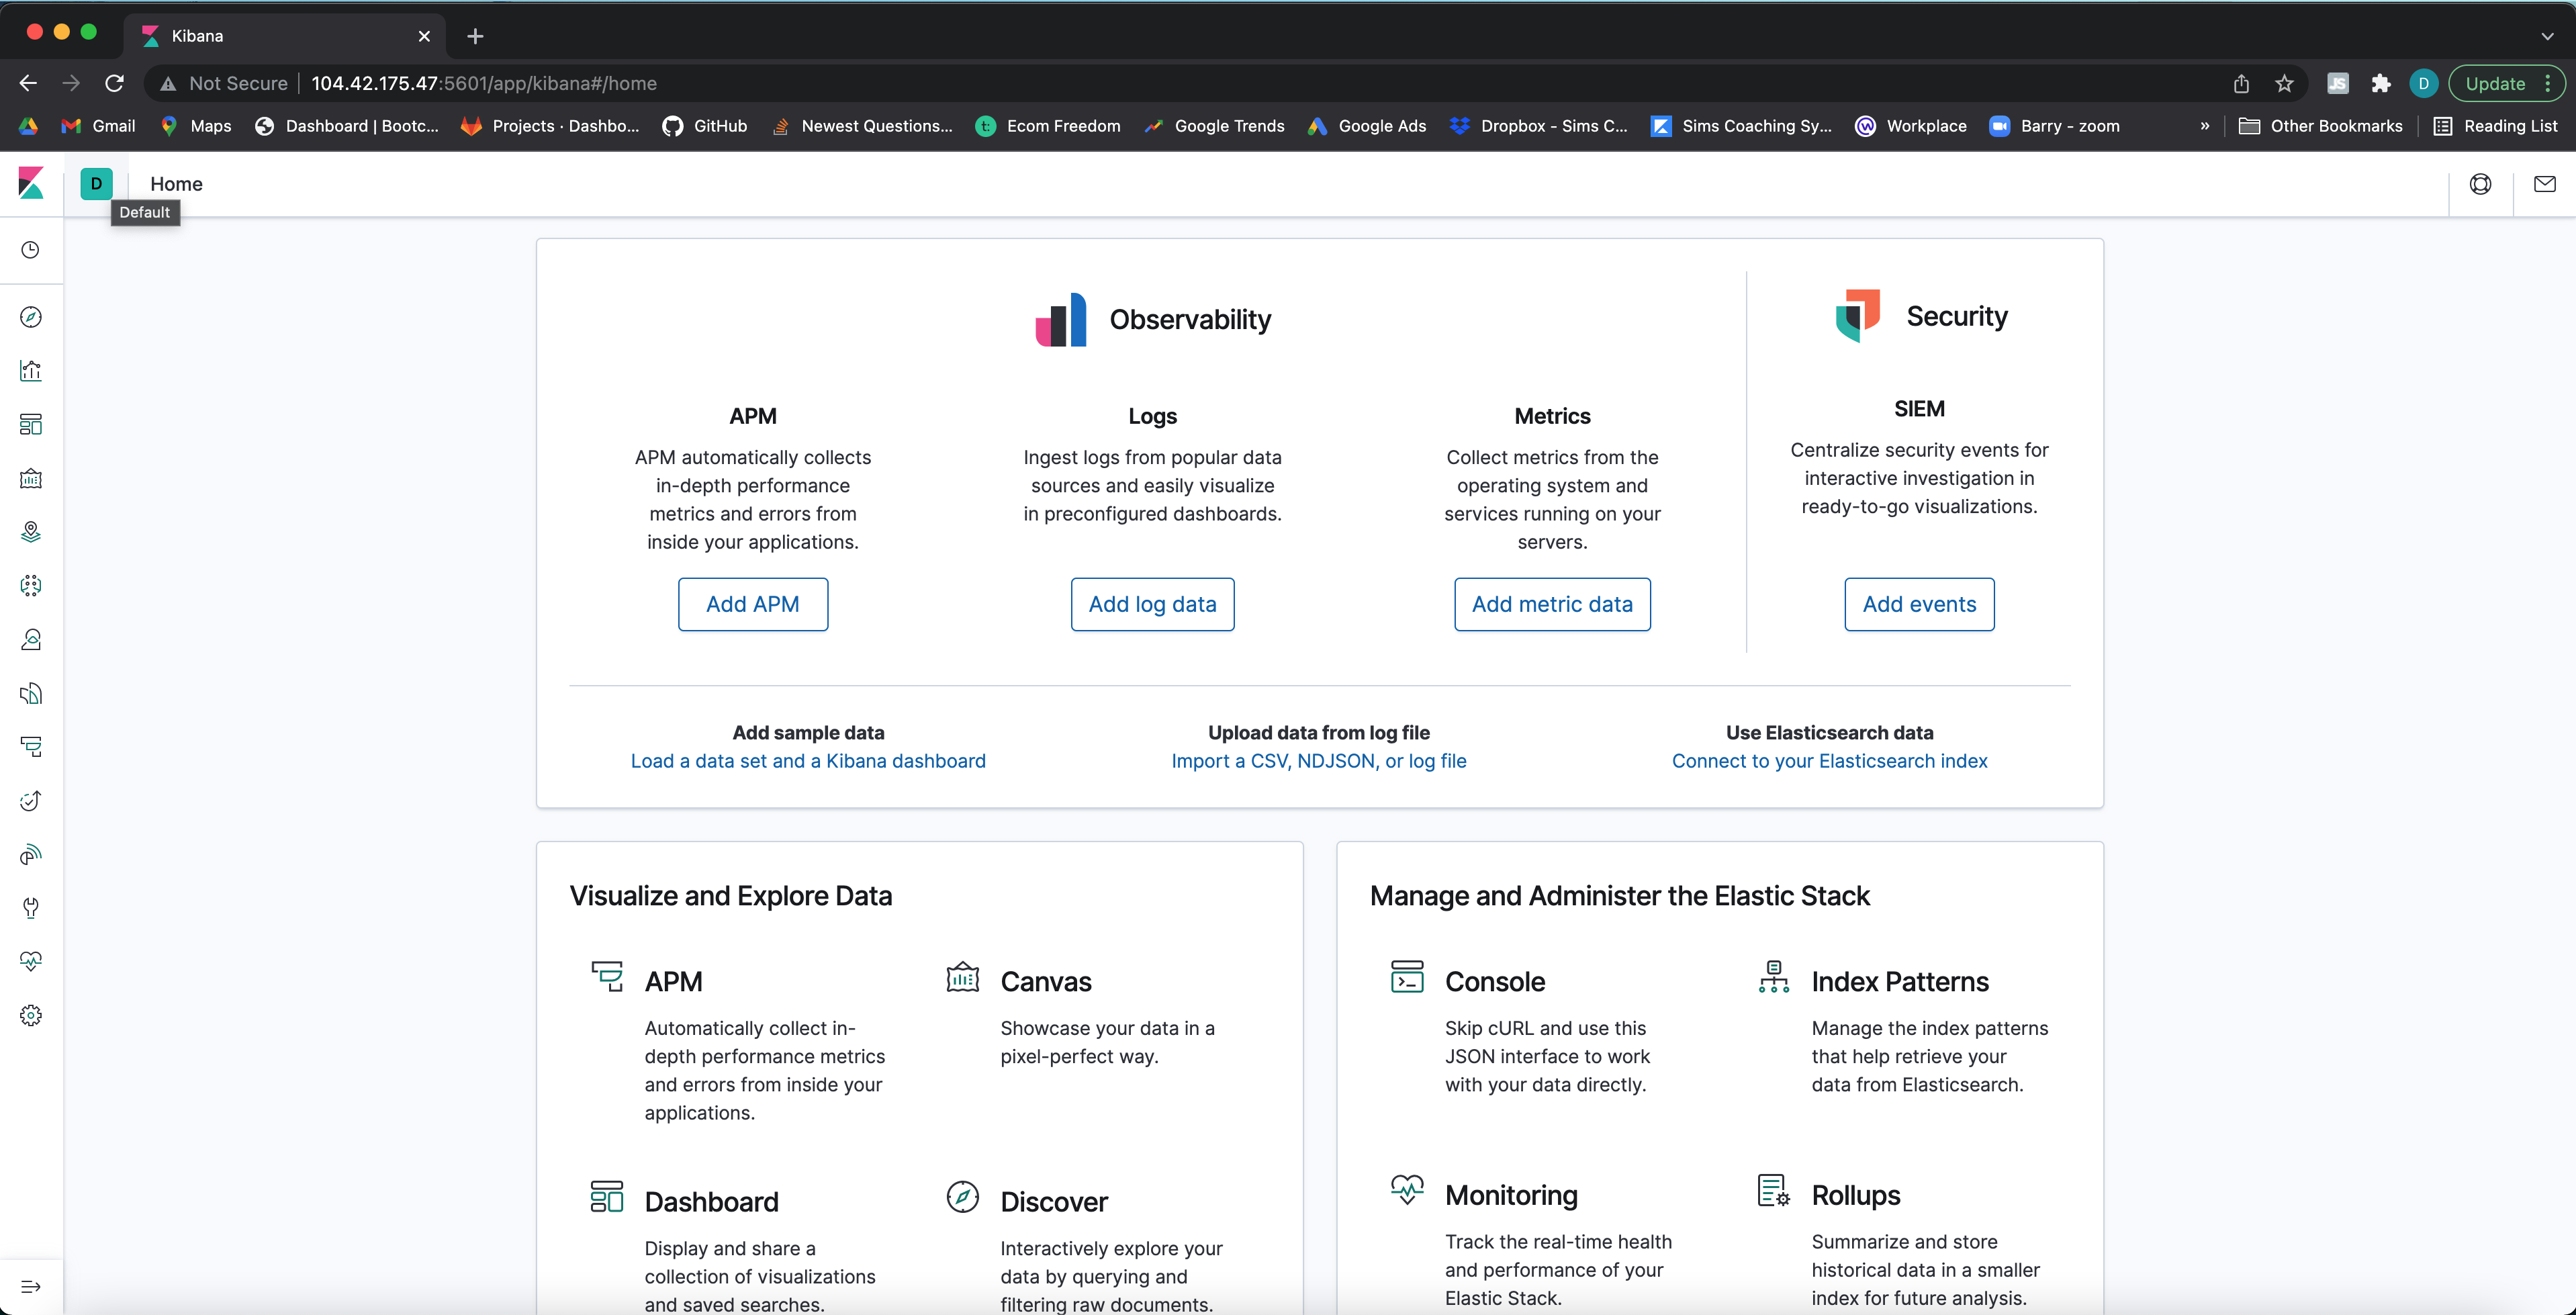 Kibana
Not Secure | 104.42.175.47:5601/app/kibana#/home
JS
D
Update
Gmail
Maps
Dashboard | Bootc...
Projects · Dashbo...
GitHub
Newest Questions...
t:
Ecom Freedom
Google Trends
Google Ads
Dropbox - Sims C...
Sims Coaching Sy...
Workplace
Barry - zoom
»
Other Bookmarks
Reading List
D
Home
Default
Observability
Security
APM
APM automatically collects
in-depth performance
metrics and errors from
inside your applications.
Add APM
Logs
Ingest logs from popular data
sources and easily visualize
in preconfigured dashboards.
Add log data
Metrics
Collect metrics from the
operating system and
services running on your
servers.
Add metric data
SIEM
Centralize security events for
interactive investigation in
ready-to-go visualizations.
Add events
Add sample data
Load a data set and a Kibana dashboard
Upload data from log file
Import a CSV, NDJSON, or log file
Use Elasticsearch data
Connect to your Elasticsearch index
Visualize and Explore Data
APM
Automatically collect in-
depth performance metrics
and errors from inside your
applications.
Canvas
Showcase your data in a
pixel-perfect way.
Dashboard
Display and share a
collection of visualizations
and saved searches.
Discover
Interactively explore your
data by querying and
filtering raw documents.
Manage and Administer the Elastic Stack
Console
Skip cURL and use this
JSON interface to work
with your data directly.
Index Patterns
Manage the index patterns
that help retrieve your
data from Elasticsearch.
Monitoring
Track the real-time health
and performance of your
Elastic Stack.
Rollups
Summarize and store
historical data in a smaller
index for future analysis.